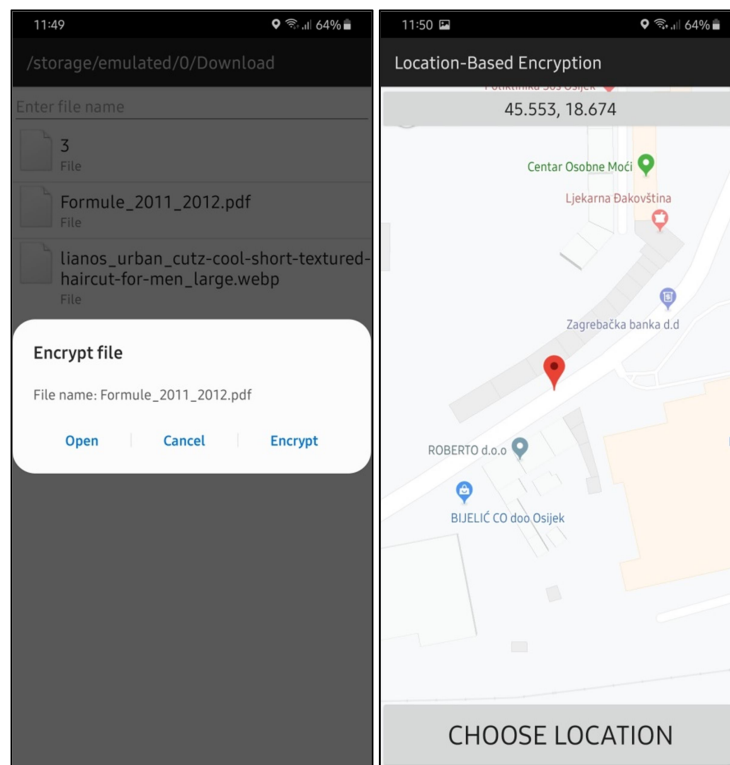 11:49
64%
/storage/emulated/0/Download
Enter file name
3
File
Formule_2011_2012.pdf
File
lianos_urban_cutz-cool-short-textured-
haircut-for-men_large.webp
File
Encrypt file
File name: Formule_2011_2012.pdf
Open
Cancel
Encrypt
11:50
64%
Location-Based Encryption
45.553, 18.674
Centar Osobne Moći
Ljekarna Đakovština
Zagrebačka banka d.d
ROBERTO d.o.o
BIJELIĆ CO doo Osijek
CHOOSE LOCATION